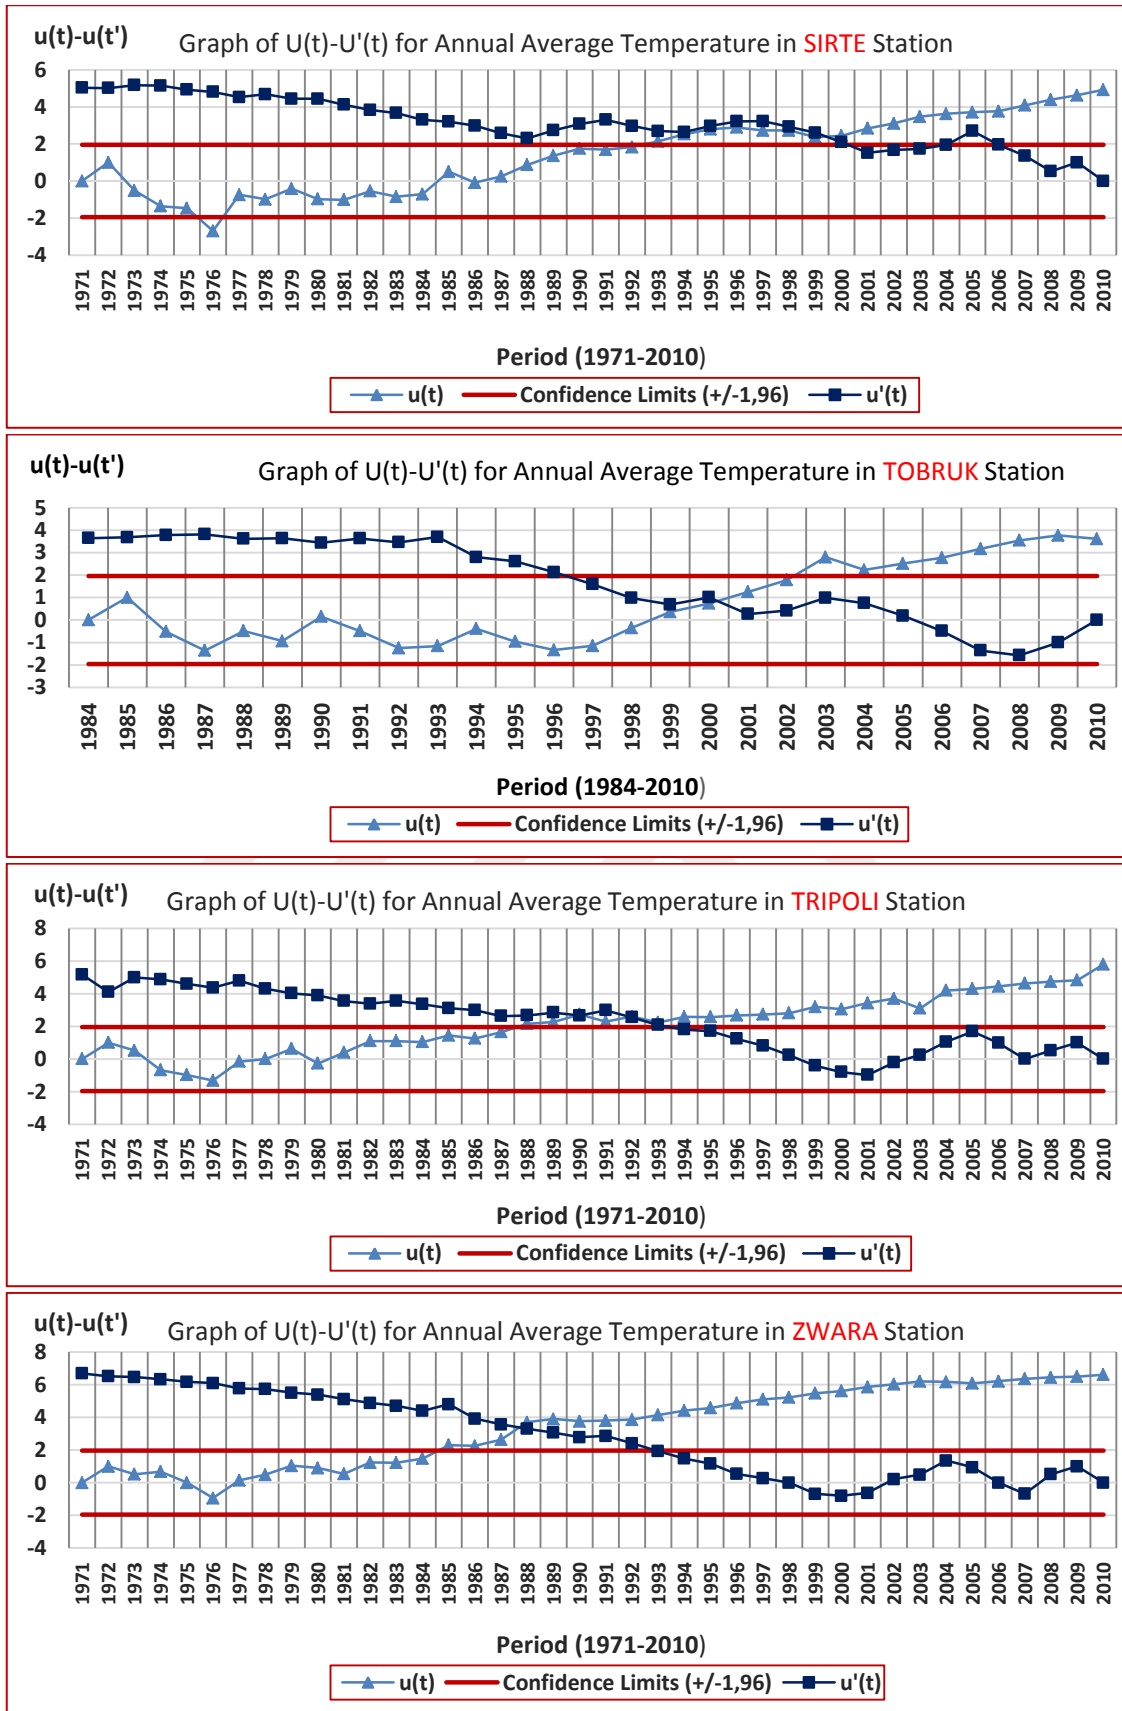 u(t)-u(t')
Graph of U(t)-U'(t) for Annual Average Temperature in SIRTE Station
6
4
2
0
-2
-4
1971 1972 1973 1974 1975 1976 1977 1978 1979 1980 1981 1982 1983 1984 1985 1986 1987 1988 1989 1990 1991 1992 1993 1994 1995 1996 1997 1998 1999 2000 2001 2002 2003 2004 2005 2006 2007 2008 2009 2010
Period (1971-2010)
u(t) Confidence Limits (+/-1,96) u'(t)
u(t)-u(t')
Graph of U(t)-U'(t) for Annual Average Temperature in TOBRUK Station
5
4
3
2
1
0
-1
-2
-3
1984 1985 1986 1987 1988 1989 1990 1991 1992 1993 1994 1995 1996 1997 1998 1999 2000 2001 2002 2003 2004 2005 2006 2007 2008 2009 2010
Period (1984-2010)
u(t) Confidence Limits (+/-1,96) u'(t)
u(t)-u(t')
Graph of U(t)-U'(t) for Annual Average Temperature in TRIPOLI Station
8
6
4
2
0
-2
-4
1971 1972 1973 1974 1975 1976 1977 1978 1979 1980 1981 1982 1983 1984 1985 1986 1987 1988 1989 1990 1991 1992 1993 1994 1995 1996 1997 1998 1999 2000 2001 2002 2003 2004 2005 2006 2007 2008 2009 2010
Period (1971-2010)
u(t) Confidence Limits (+/-1,96) u'(t)
u(t)-u(t')
Graph of U(t)-U'(t) for Annual Average Temperature in ZWARA Station
8
6
4
2
0
-2
-4
1971 1972 1973 1974 1975 1976 1977 1978 1979 1980 1981 1982 1983 1984 1985 1986 1987 1988 1989 1990 1991 1992 1993 1994 1995 1996 1997 1998 1999 2000 2001 2002 2003 2004 2005 2006 2007 2008 2009 2010
Period (1971-2010)
u(t) Confidence Limits (+/-1,96) u'(t)